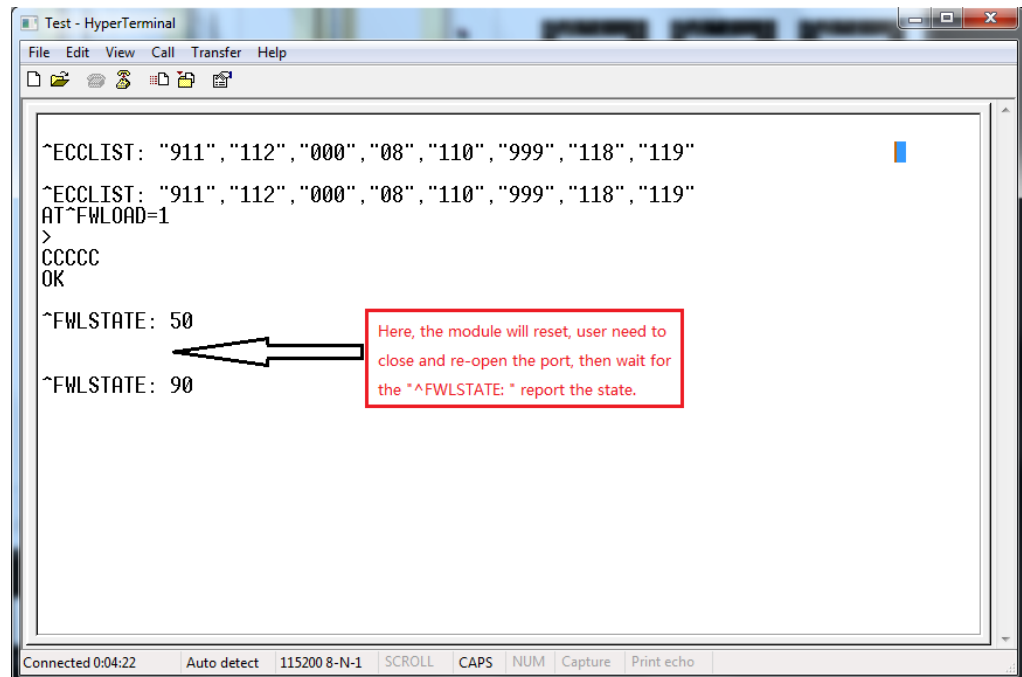 Test - HyperTerminal
File Edit View Call Transfer Help
^ECCLIST: "911","112","000","08","110","999","118","119"
^ECCLIST: "911","112","000","08","110","999","118","119"
AT^FWLOAD=1
>
CCCCC
OK
^FWLSTATE: 50
Here, the module will reset, user need to
close and re-open the port, then wait for
the "^FWLSTATE: " report the state.
^FWLSTATE: 90
Connected 0:04:22 Auto detect 115200 8-N-1 SCROLL CAPS NUM Capture Print echo